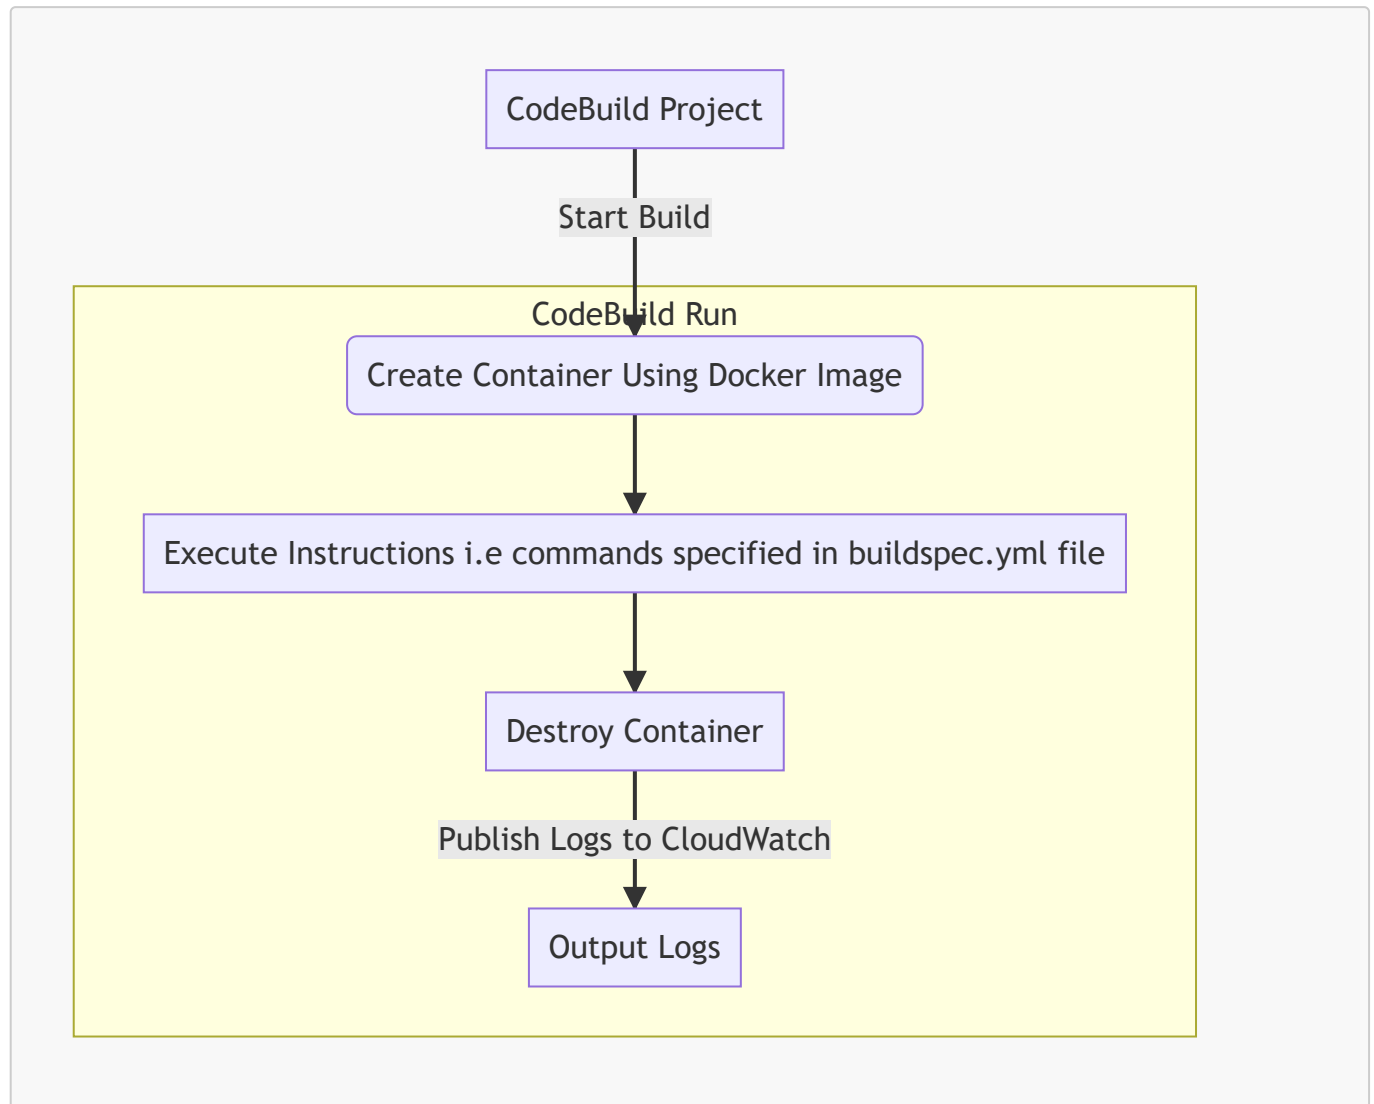 CodeBuild Project
Start Build
CodeBuild Run
Create Container Using Docker Image
Execute Instructions i.e commands specified in buildspec.yml file
Destroy Container
Publish Logs to CloudWatch
Output Logs